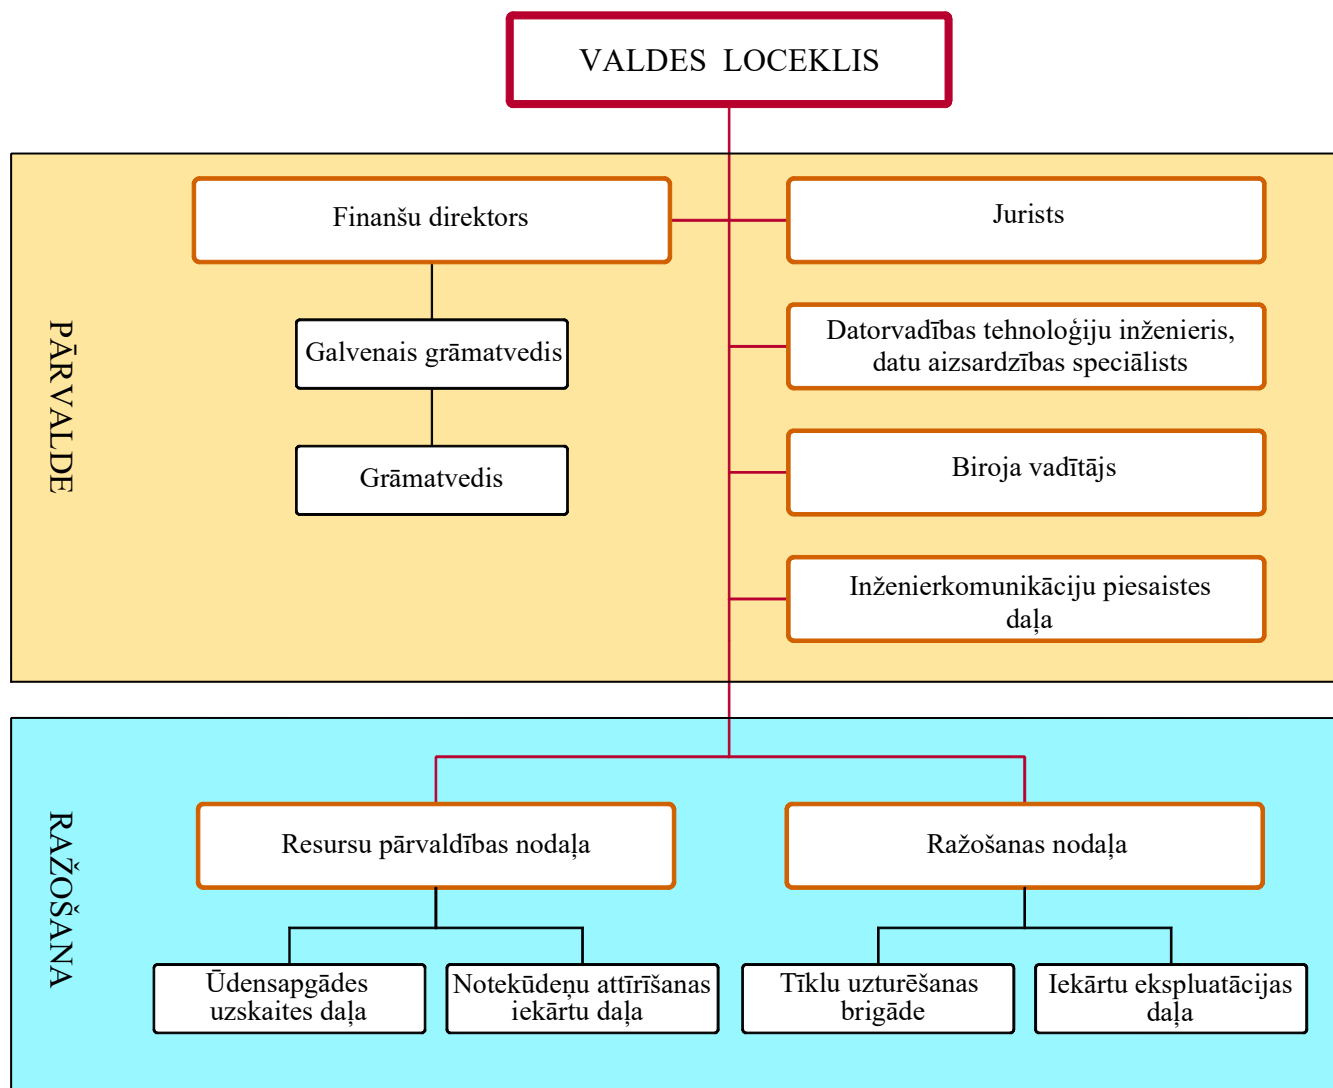 VALDES LOCEKLIS
PĀRVALDE
Finanšu direktors
Jurists
Galvenais grāmatvedis
Datorvadības tehnoloģiju inženieris,
datu aizsardzības speciālists
Grāmatvedis
Biroja vadītājs
Inženierkomunikāciju piesaistes
daļa
RAŽOŠANA
Resursu pārvaldības nodaļa
Ražošanas nodaļa
Ūdensapgādes
uzskaites daļa
Notekūdeņu attīrīšanas
iekārtu daļa
Tīklu uzturēšanas
brigāde
Iekārtu ekspluatācijas
daļa